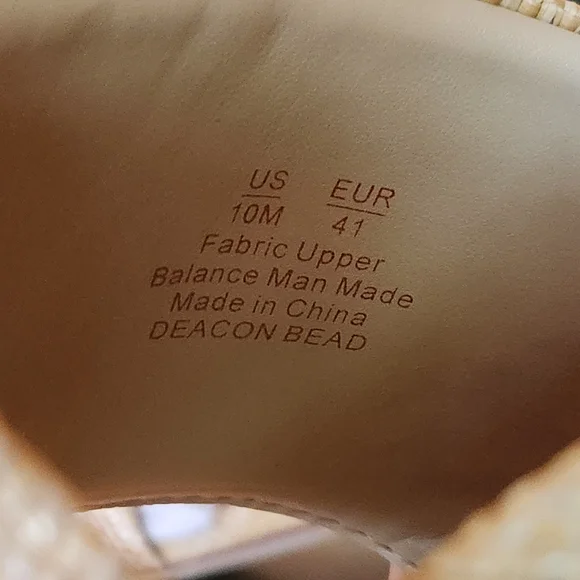 US EUR
10M 41
Fabric Upper
Balance Man Made
Made in China
DEACON BEAD